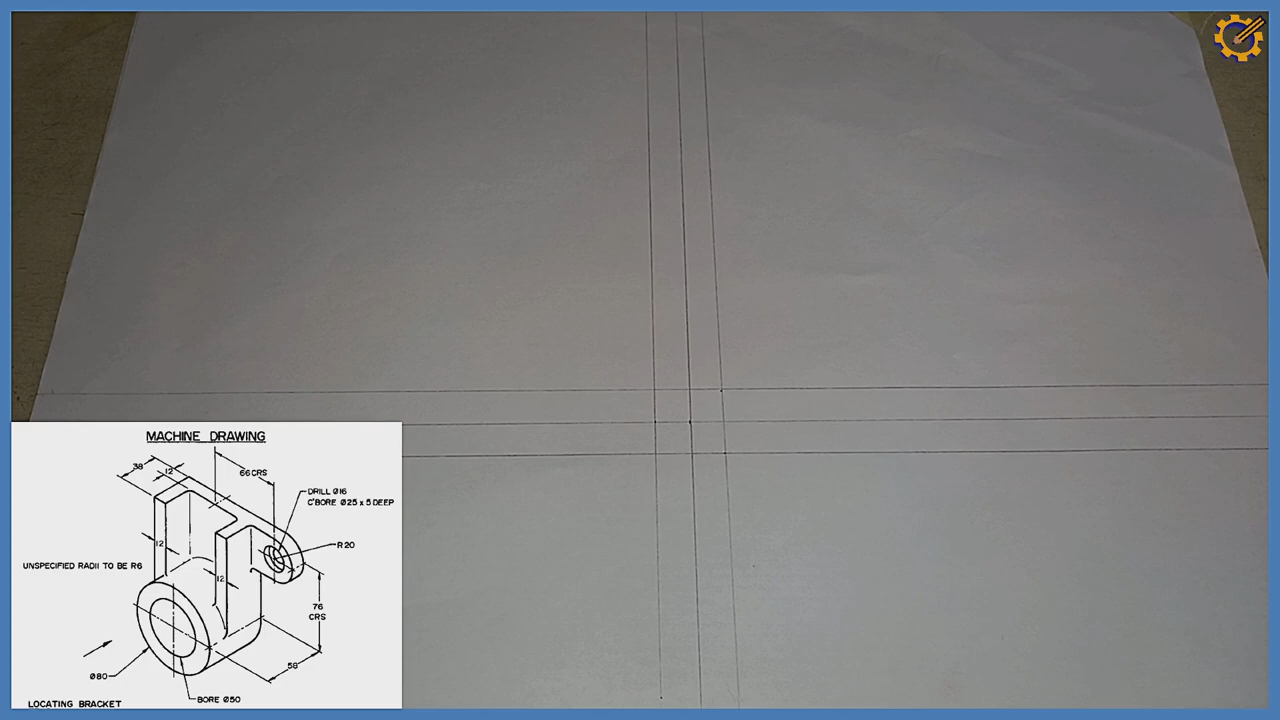 MACHINE DRAWING
38
12
66 CRS
DRILL Ø16
C'BORE Ø25 x 5 DEEP
12
R20
UNSPECIFIED RADII TO BE R6
12
76
CRS
58
Ø80
BORE Ø50
LOCATING BRACKET